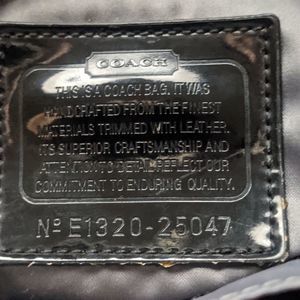 COACH
THIS IS A COACH BAG. IT WAS
HANDCRAFTED FROM THE FINEST
MATERIALS TRIMMED WITH LEATHER.
ITS SUPERIOR CRAFTSMANSHIP AND
ATTENTION TO DETAIL REFLECT OUR
COMMITMENT TO ENDURING QUALITY.
Nº E1320-25047